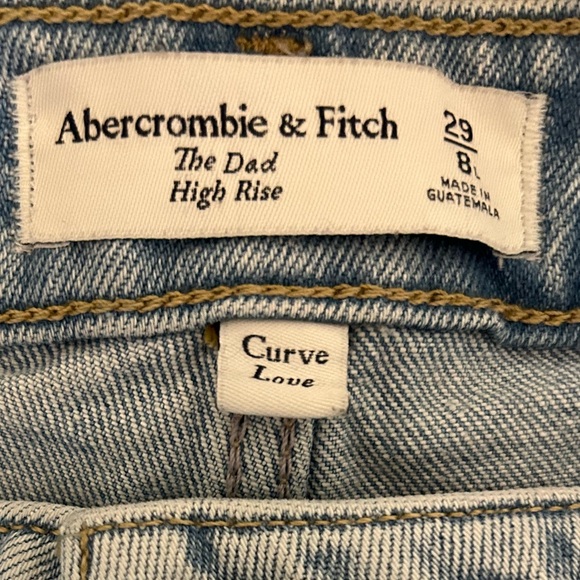 Abercrombie & Fitch
The Dad
High Rise
29
8L
MADE IN
GUATEMALA
Curve
Love